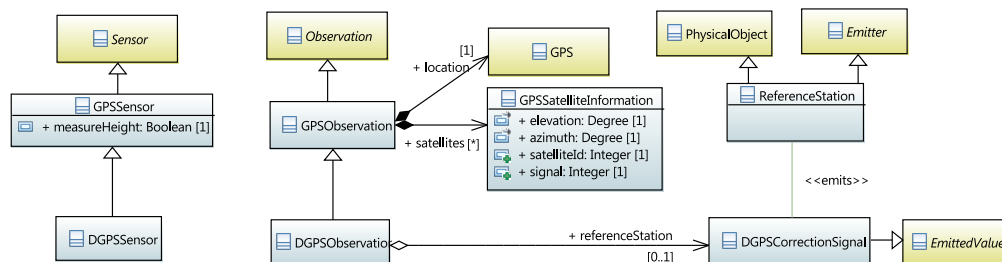 Sensor
GPSSensor
+ measureHeight: Boolean [1]
DGPSSensor
Observation
GPSObservation
DGPSObservatio
[1]
+ location
GPS
+ satellites [*]
GPSSatelliteInformation
+ elevation: Degree [1]
+ azimuth: Degree [1]
+ satelliteId: Integer [1]
+ signal: Integer [1]
+ referenceStation
[0..1]
PhysicalObject
Emitter
ReferenceStation
<<emits>>
DGPSCorrectionSignal
EmittedValue